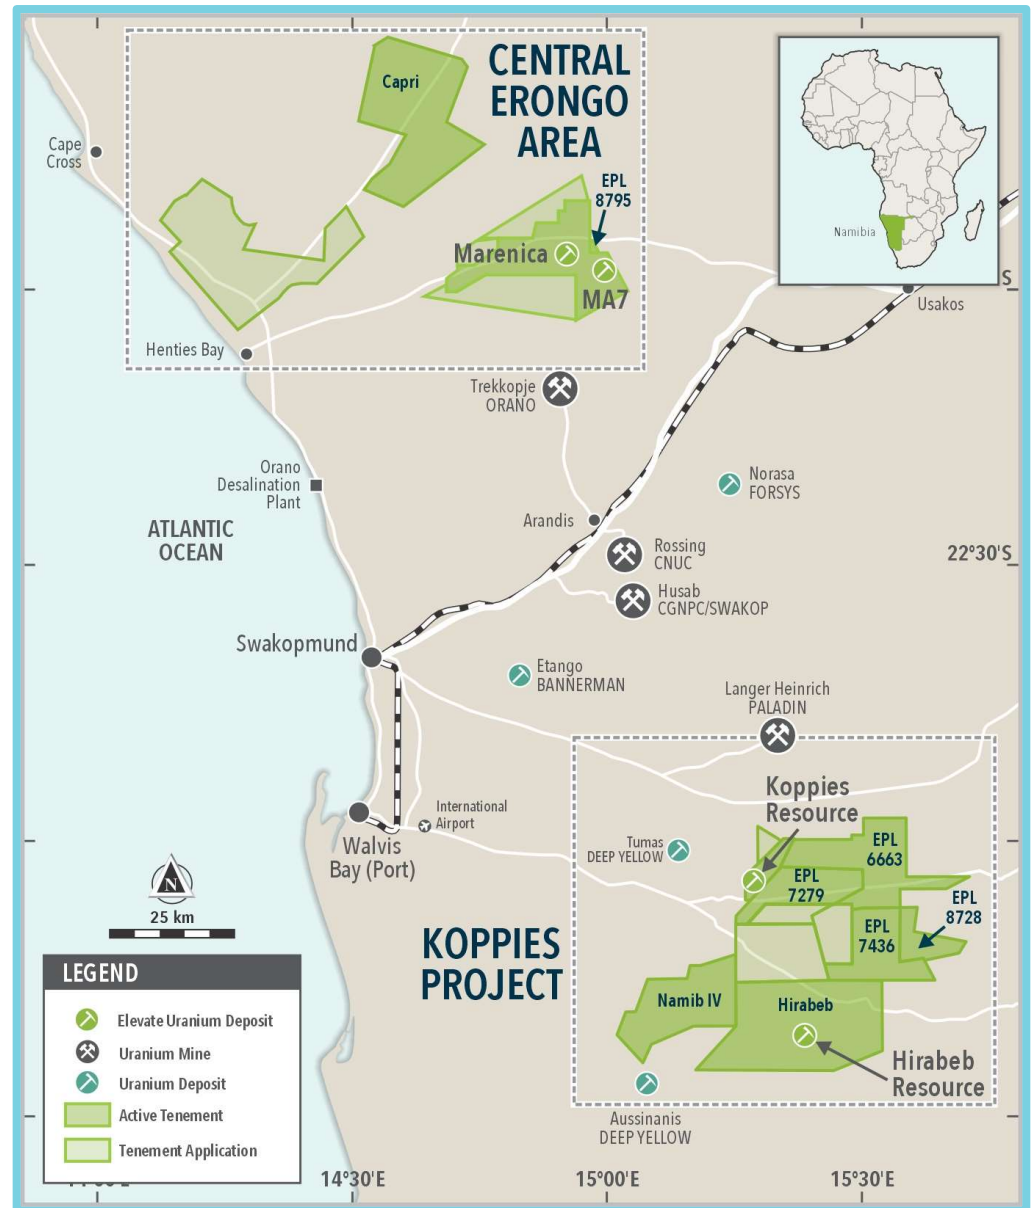 CENTRAL
ERONGO
AREA
Capri
Cape
Cross
EPL
8795
Marenica
MA7
Henties Bay
Namibia
S
Usakos
Trekkopje
ORANO
Orano
Desalination
Plant
Norasa
FORSYS
ATLANTIC
OCEAN
Arandis
Rossing
CNUC
22°30'S
Husab
CGNPC/SWAKOP
Swakopmund
Etango
BANNERMAN
Langer Heinrich
PALADIN
Koppies
Resource
International
Airport
Walvis
Bay (Port)
Tumas
DEEP YELLOW
EPL
6663
EPL
7279
EPL
8728
EPL
7436
N
25 km
KOPPIES
PROJECT
Namib IV
Hirabeb
Hirabeb
Resource
Aussinanis
DEEP YELLOW
LEGEND
Elevate Uranium Deposit
Uranium Mine
Uranium Deposit
Active Tenement
Tenement Application
14°30'E
15°00'E
15°30'E